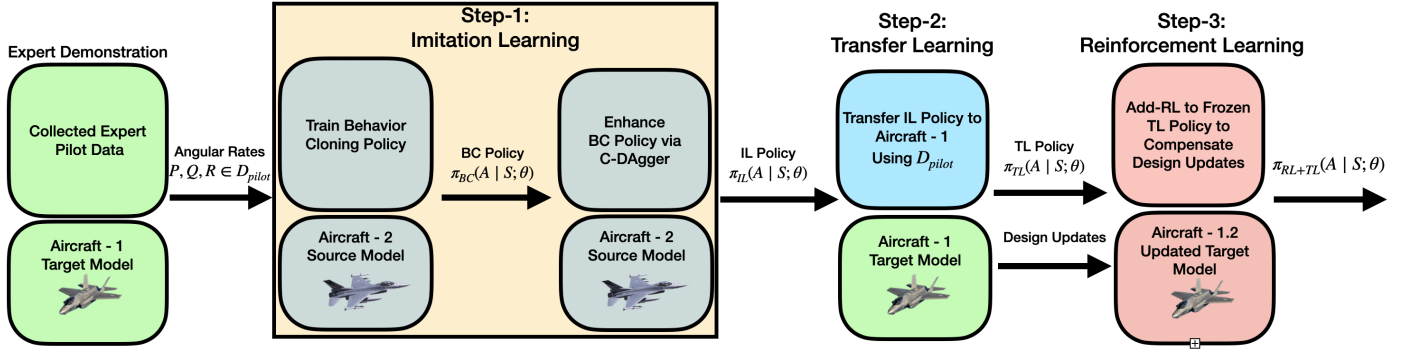 Expert Demonstration
Collected Expert
Pilot Data
Aircraft - 1
Target Model
Angular Rates
P, Q, R ∈ D_pilot
Step-1:
Imitation Learning
Train Behavior
Cloning Policy
Aircraft - 2
Source Model
BC Policy
π_BC(A | S; θ)
Enhance
BC Policy via
C-DAgger
Aircraft - 2
Source Model
IL Policy
π_IL(A | S; θ)
Step-2:
Transfer Learning
Transfer IL Policy to
Aircraft - 1
Using D_pilot
Aircraft - 1
Target Model
TL Policy
π_TL(A | S; θ)
Design Updates
Step-3:
Reinforcement Learning
Add-RL to Frozen
TL Policy to
Compensate
Design Updates
Aircraft - 1.2
Updated Target
Model
π_RL+TL(A | S; θ)